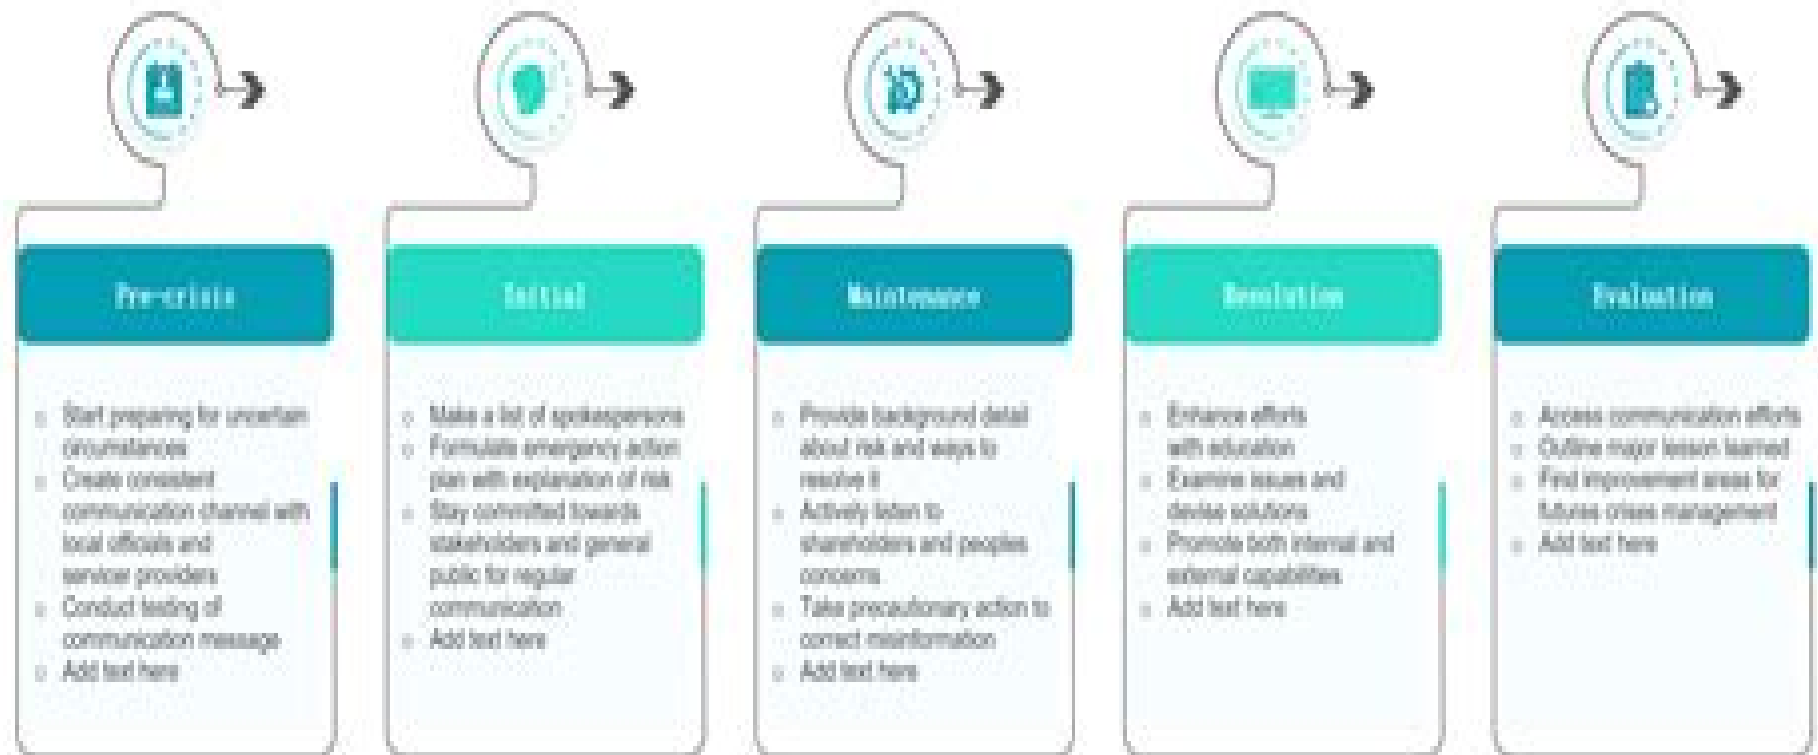 Pre-crisis
Start preparing for uncertain
circumstances
Create consistent
communication channel with
local officials and
servicer providers
Conduct testing of
communication message
Add text here
Initial
Make a list of spokespersons
Formulate emergency action
plan with explanation of risk
Stay committed towards
stakeholders and general
public for regular
communication
Add text here
Maintenance
Provide background detail
about risk and ways to
resolve it
Actively listen to
shareholders and peoples
concerns
Take precautionary action to
correct misinformation
Add text here
Resolution
Enhance efforts
with education
Examine issues and
devise solutions
Promote both internal and
external capabilities
Add text here
Evaluation
Access communication efforts
Outline major lesson learned
Find improvement areas for
futures crises management
Add text here